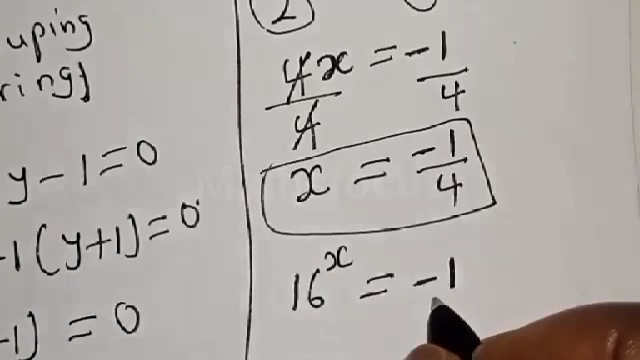 uping
ring}
y-1=0
-1(y+1)=0
-1) = 0
2
4x = -1
4 4
x = -1/4
16^x = -1